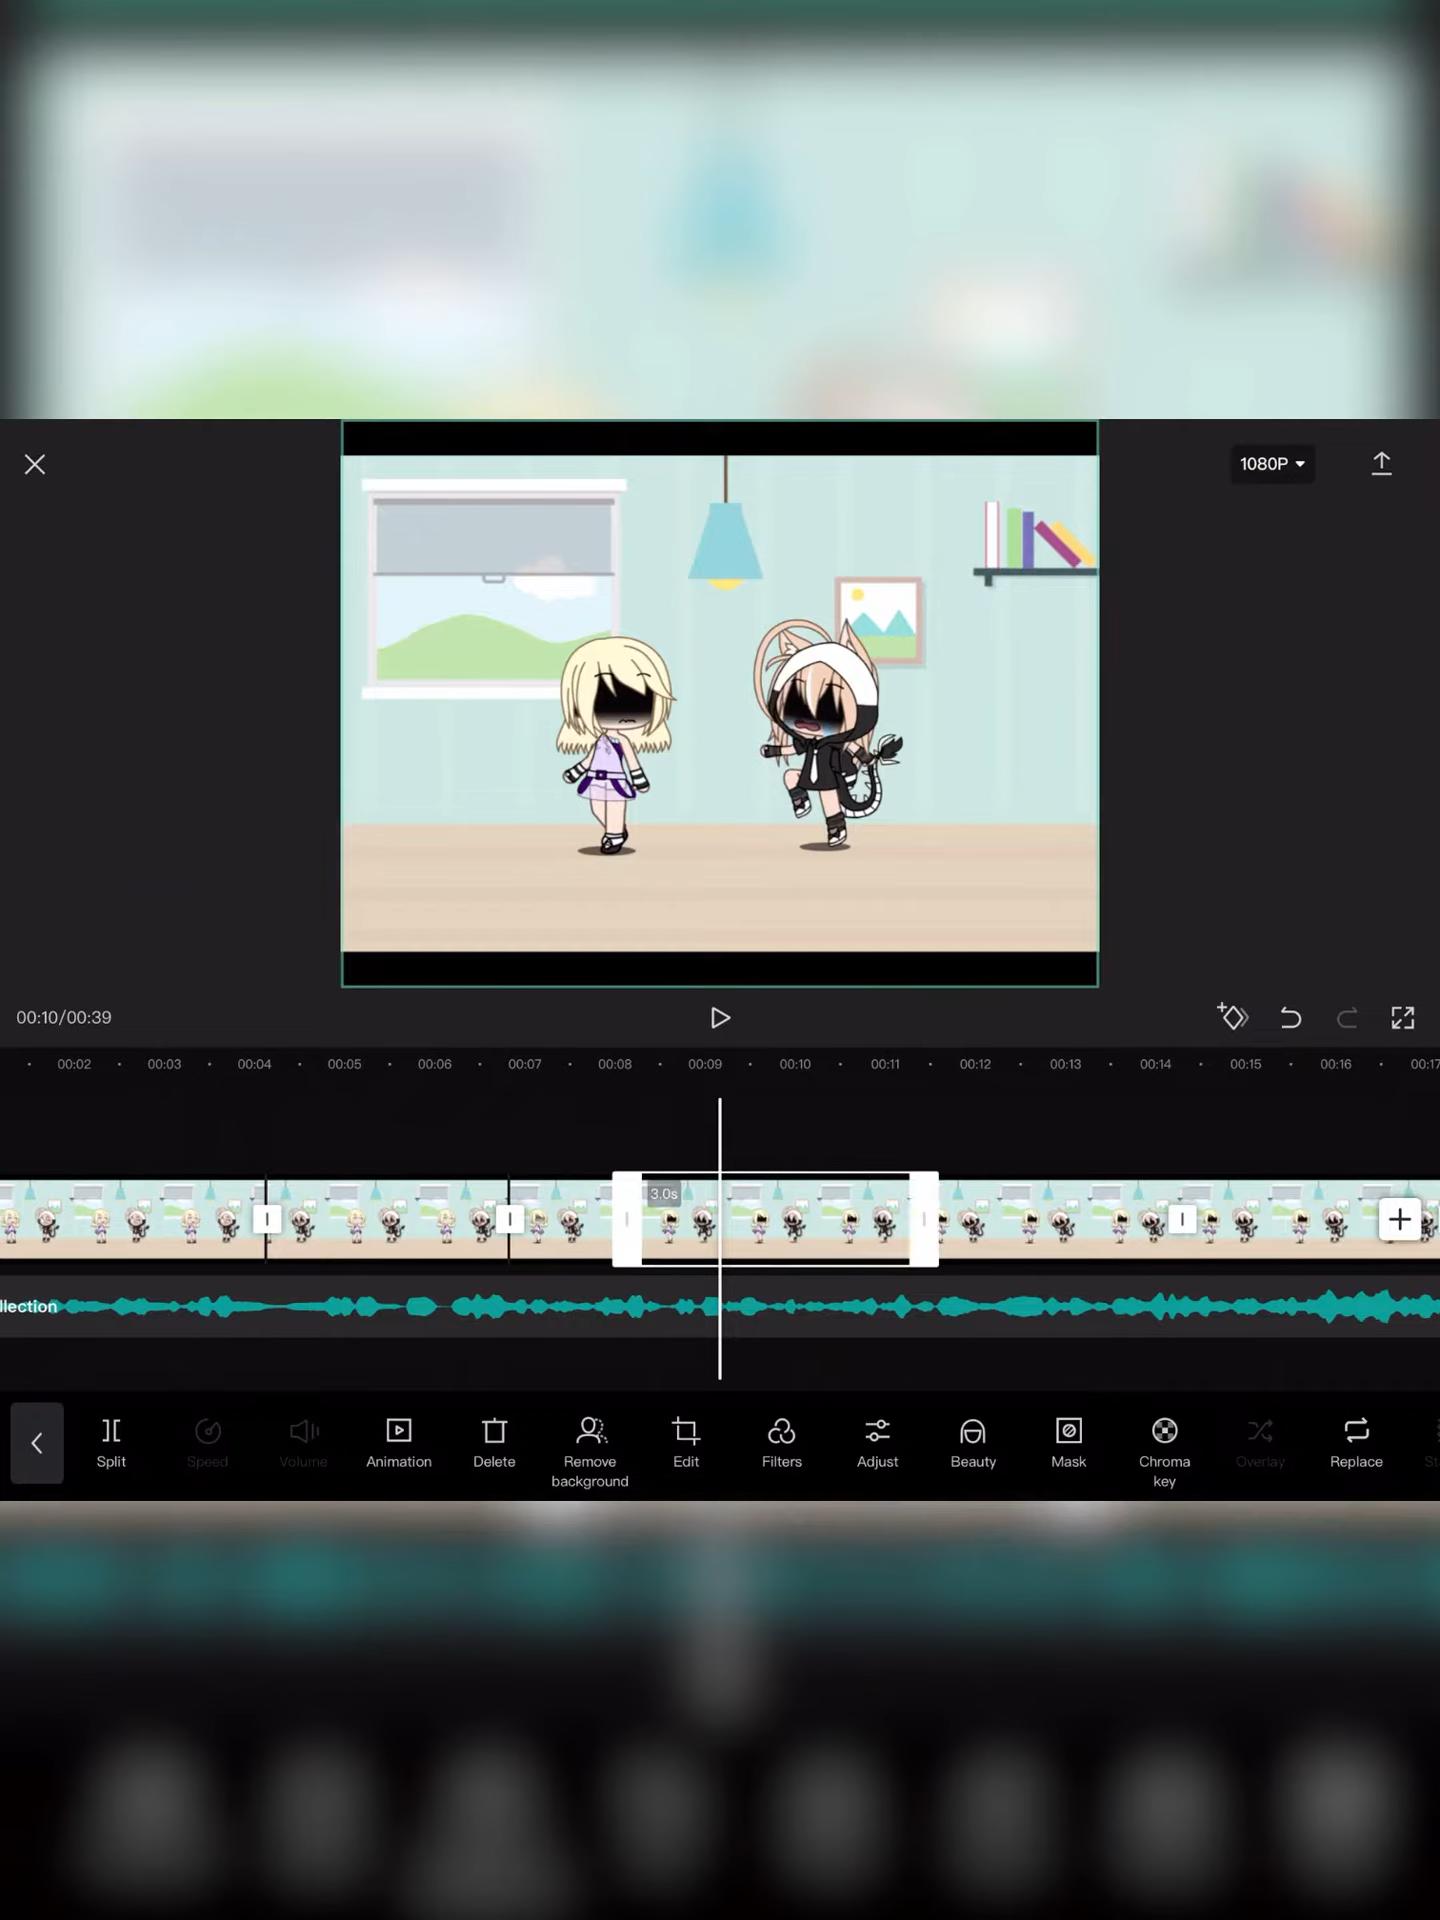 1080P
00:10/00:39
00:02 00:03 00:04 00:05 00:06 00:07 00:08 00:09 00:10 00:11 00:12 00:13 00:14 00:15 00:16 00:17
3.0s
llection
Split Speed Volume Animation Delete Remove background Edit Filters Adjust Beauty Mask Chroma key Overlay Replace